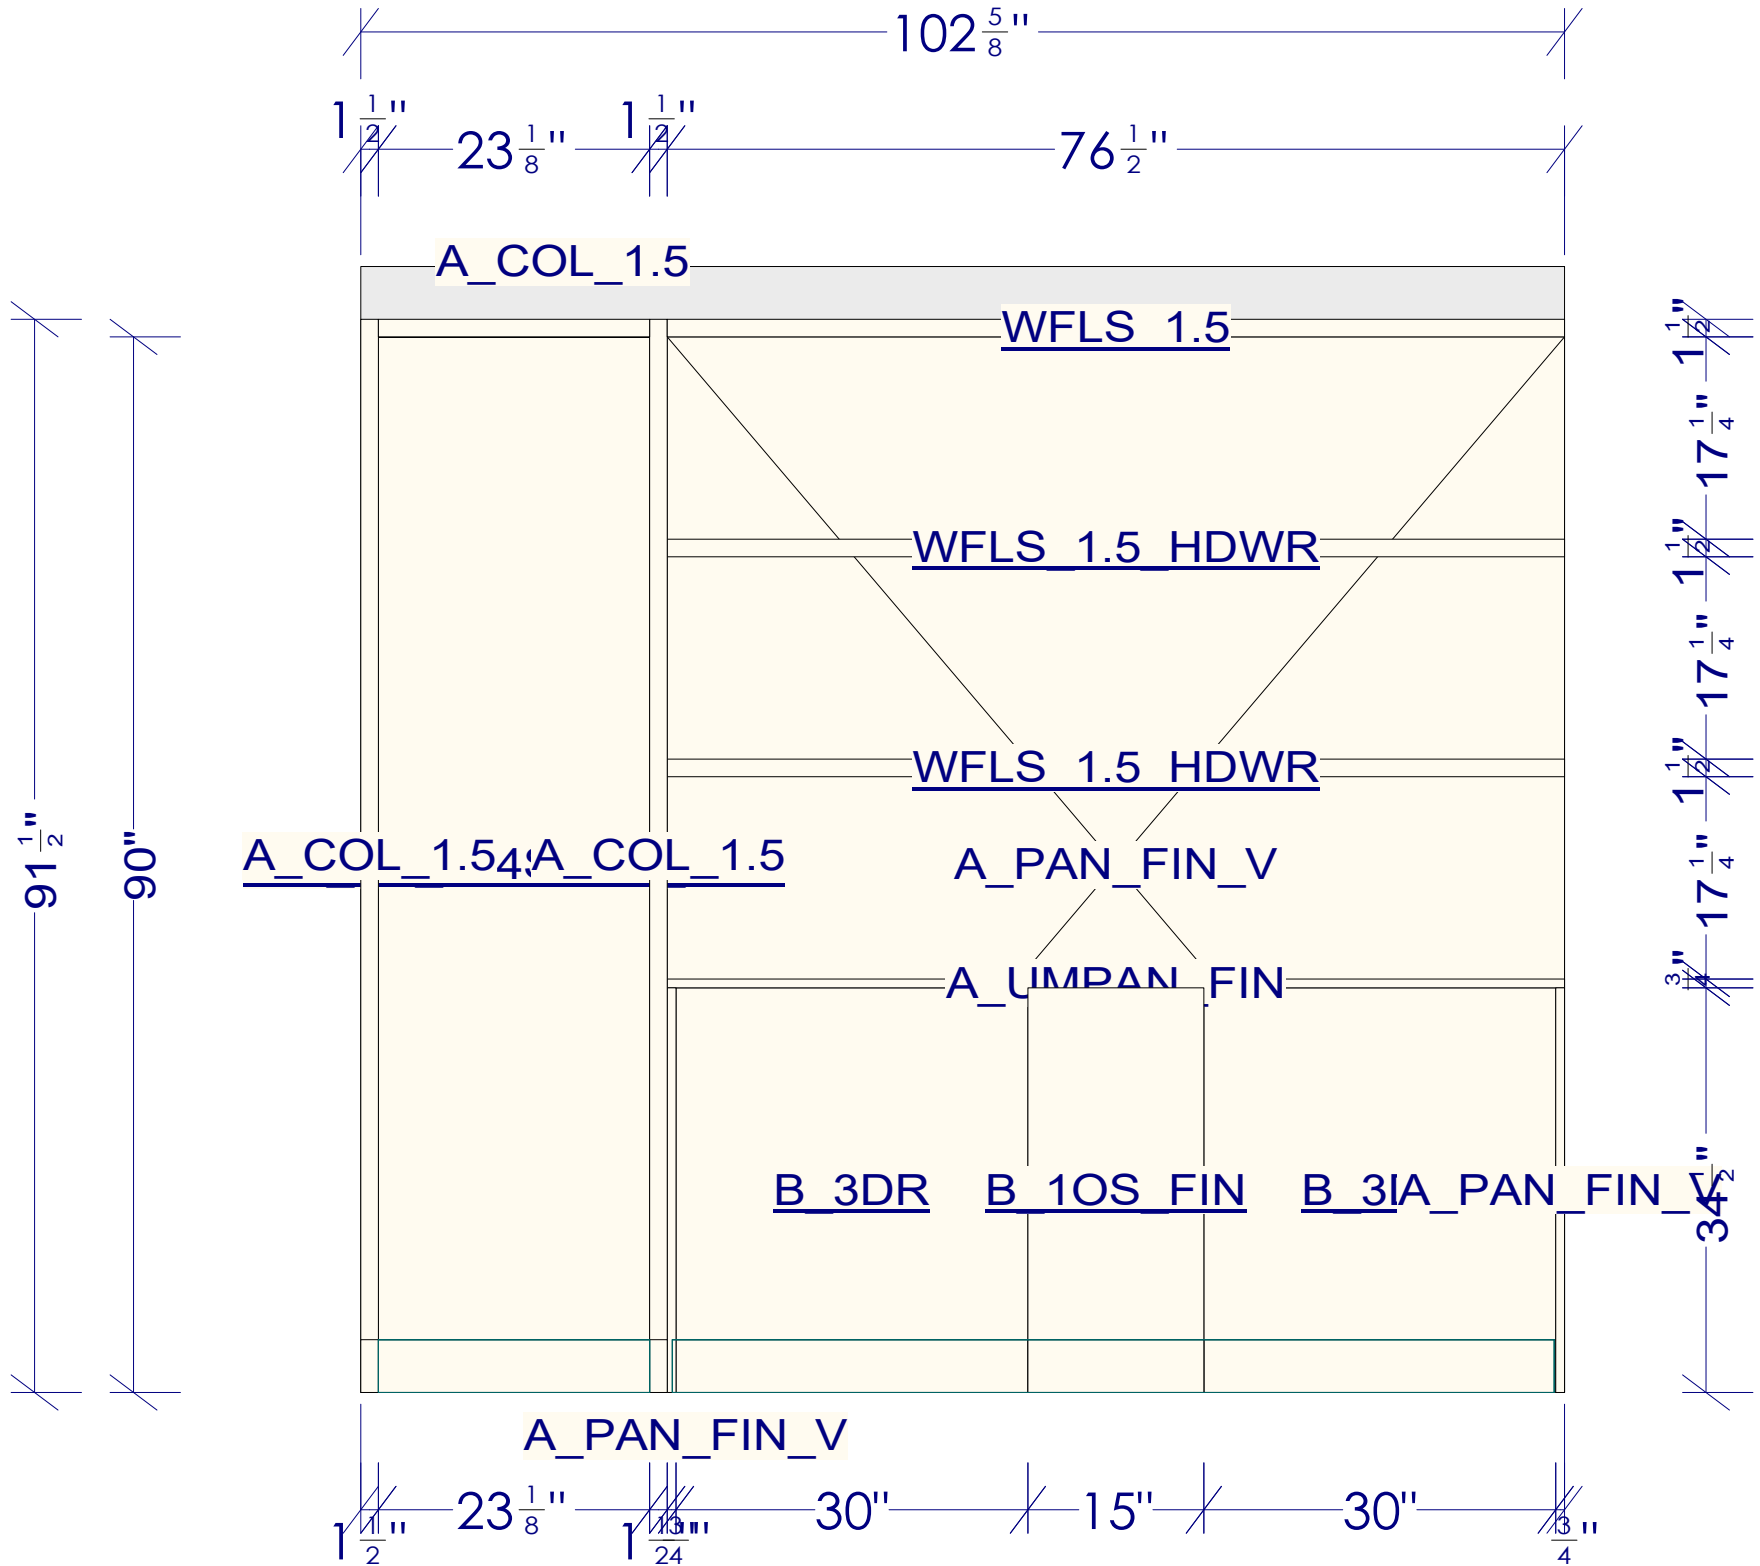 102 5/8"
1 1/2" 23 1/8" 1 1/2" 76 1/2"
A_COL_1.5
WFLS_1.5
1 1/2"
17 1/4"
WFLS_1.5_HDWR
1 1/2"
17 1/4"
WFLS_1.5_HDWR
1 1/2"
91 1/2" 90" A_COL_1.5 A_COL_1.5 A_PAN_FIN_V 17 1/4"
A_UMPAN_FIN 3/4"
B_3DR B_1OS_FIN A_PAN_FIN_V 34 1/2"
A_PAN_FIN_V
1 1/2" 23 1/8" 30" 15" 30" 3/4"